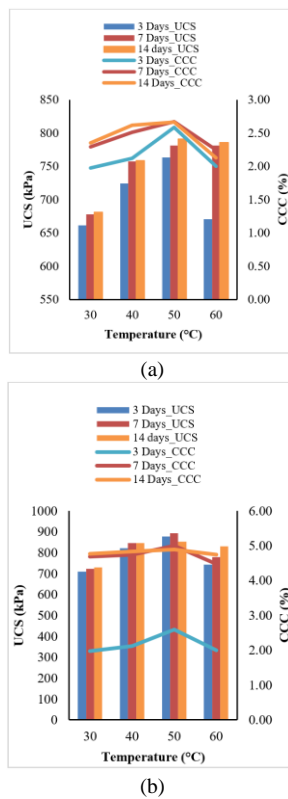 3 Days_UCS
7 Days_UCS
14 days_UCS
3 Days_CCC
7 Days_CCC
14 Days_CCC
850
800
750
700
650
600
550
UCS (kPa)
3.00
2.50
2.00
1.50
1.00
0.50
0.00
CCC (%)
30 40 50 60
Temperature (°C)
(a)
3 Days_UCS
7 Days_UCS
14 days_UCS
3 Days_CCC
7 Days_CCC
14 Days_CCC
1000
900
800
700
600
500
400
300
200
100
0
UCS (kPa)
6.00
5.00
4.00
3.00
2.00
1.00
0.00
CCC (%)
30 40 50 60
Temperature (°C)
(b)